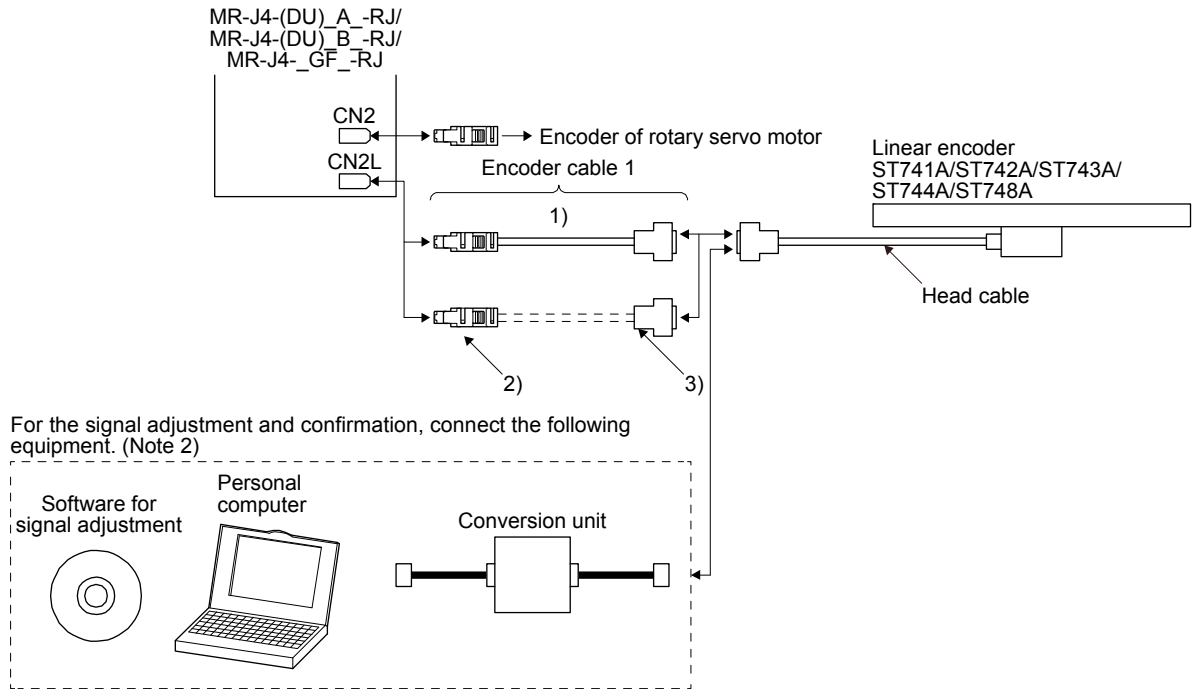 MR-J4-(DU)_A_-RJ/
MR-J4-(DU)_B_-RJ/
MR-J4-_GF_-RJ
CN2
Encoder of rotary servo motor
CN2L
Encoder cable 1
Linear encoder
ST741A/ST742A/ST743A/
ST744A/ST748A
1)
Head cable
2)
3)
For the signal adjustment and confirmation, connect the following
equipment. (Note 2)
Software for
signal adjustment
Personal
computer
Conversion unit